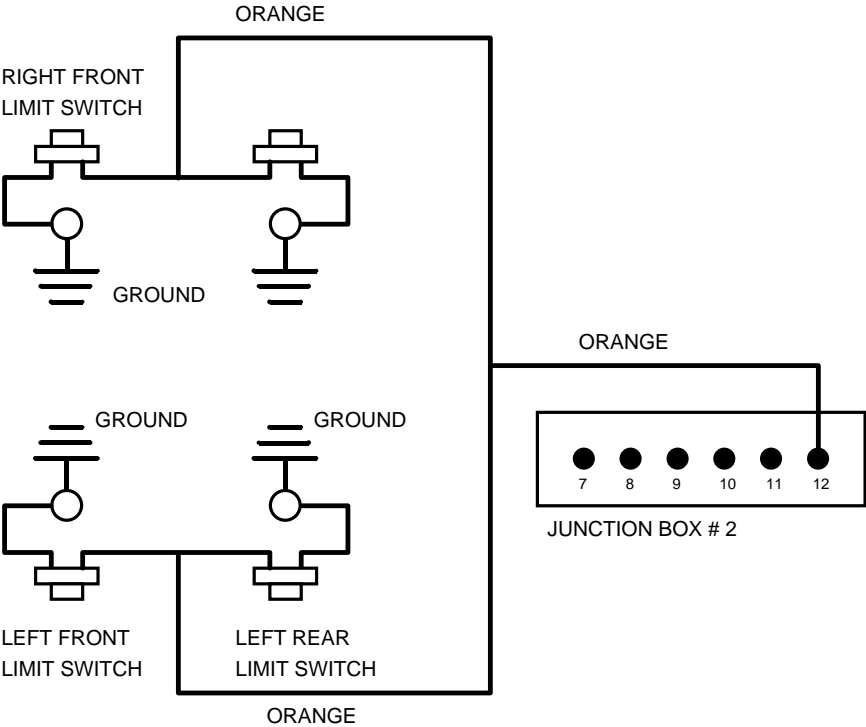 ORANGE
RIGHT FRONT
LIMIT SWITCH
GROUND
ORANGE
GROUND
GROUND
7 8 9 10 11 12
JUNCTION BOX # 2
LEFT FRONT
LIMIT SWITCH
LEFT REAR
LIMIT SWITCH
ORANGE